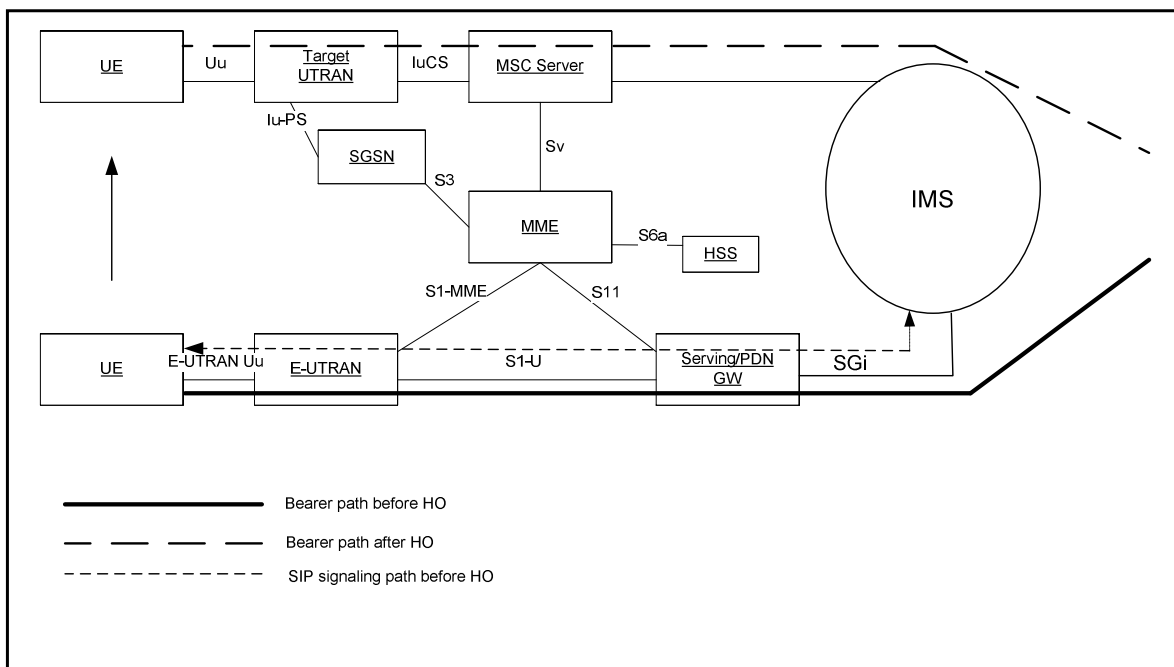 UE
Uu
Target
UTRAN
IuCS
MSC Server
Iu-PS
SGSN
Sv
S3
MME
IMS
S6a
HSS
S1-MME
S11
UE
E-UTRAN Uu
E-UTRAN
S1-U
Serving/PDN
GW
SGi
Bearer path before HO
Bearer path after HO
SIP signaling path before HO